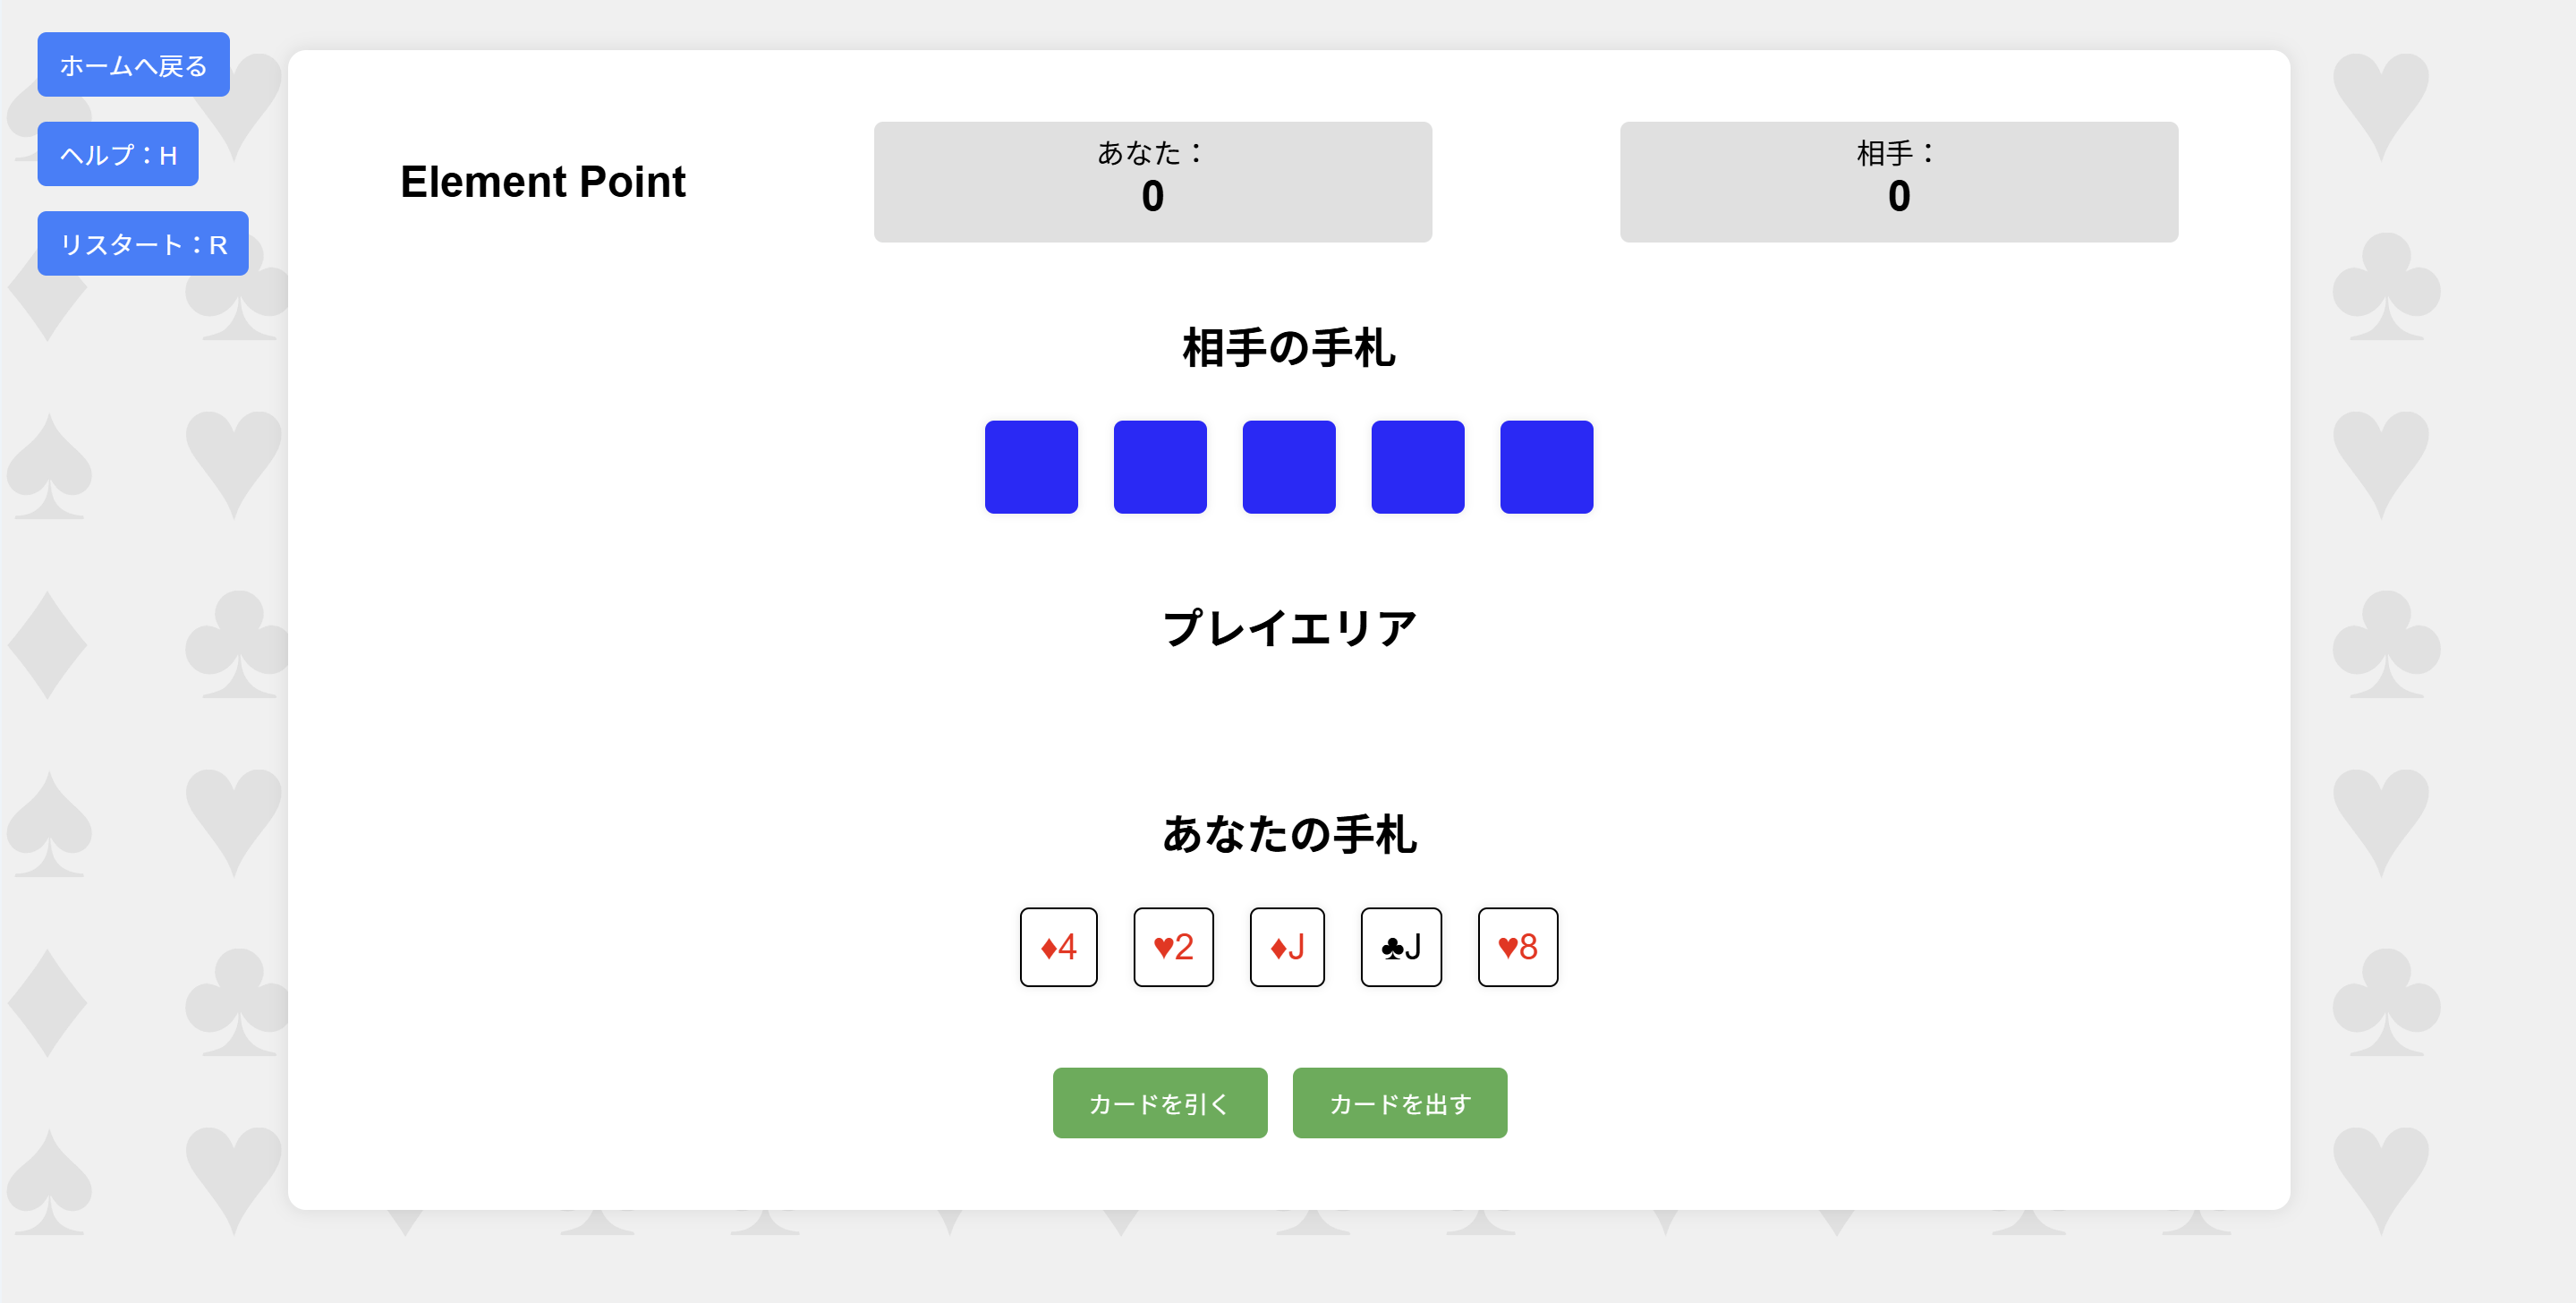 ホームへ戻る
ヘルプ：H
リスタート：R
Element Point
あなた：
0
相手：
0
相手の手札
プレイエリア
あなたの手札
♦4 ♥2 ♦J ♣J ♥8
カードを引く カードを出す